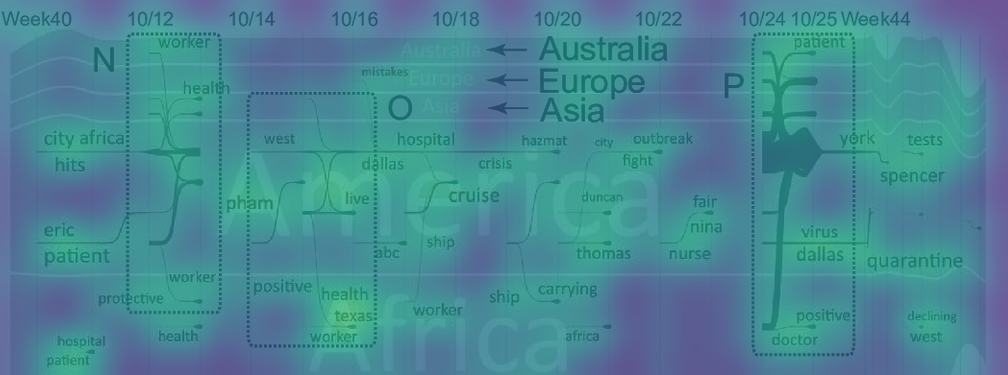 Week40 10/12 10/14 10/16 10/18 10/20 10/22 10/24 10/25 Week44
N worker Australia Australia patient
mistakes Europe Europe P
health O Asia Asia
city africa west hospital hazmat city outbreak york tests
hits dallas crisis fight spencer
pham live cruise duncan fair
America
eric abc ship nina virus
patient thomas nurse dallas quarantine
worker positive health ship carrying
protective texas worker positive declining
health worker africa doctor west
hospital Africa
patient